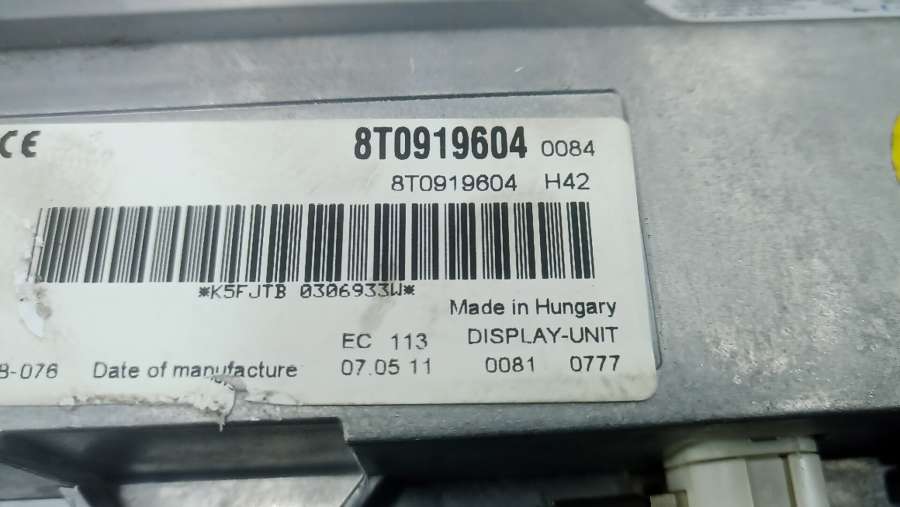 CE 8T0919604 0084
8T0919604 H42
*K5FJTB 0306933W*
Made in Hungary
EC 113 DISPLAY-UNIT
-076 Date of manufacture 07.05 11 0081 0777